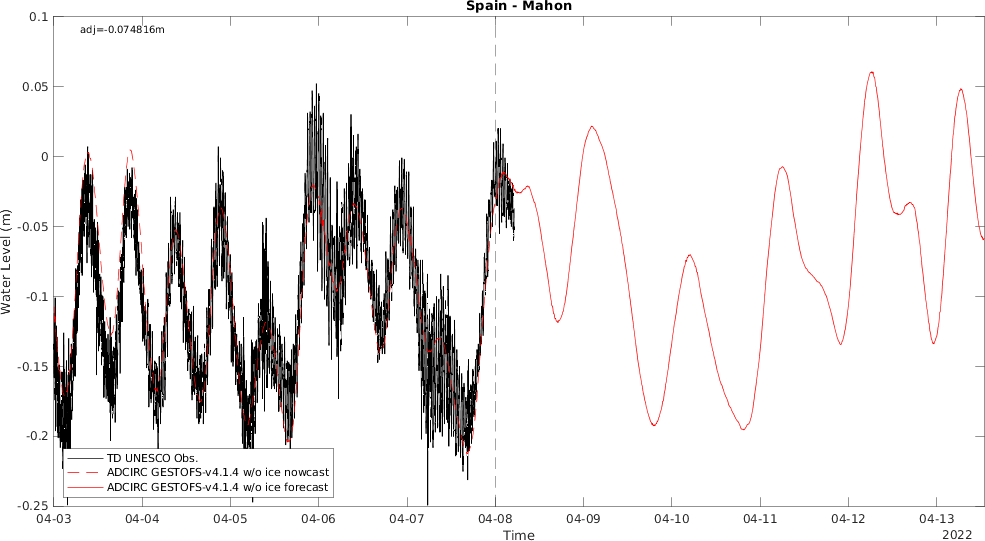 Spain - Mahon
adj=-0.074816m
0.1
0.05
0
-0.05
-0.1
-0.15
-0.2
-0.25
Water Level (m)
TD UNESCO Obs.
ADCIRC GESTOFS-v4.1.4 w/o ice nowcast
ADCIRC GESTOFS-v4.1.4 w/o ice forecast
04-03 04-04 04-05 04-06 04-07 04-08 04-09 04-10 04-11 04-12 04-13
Time
2022